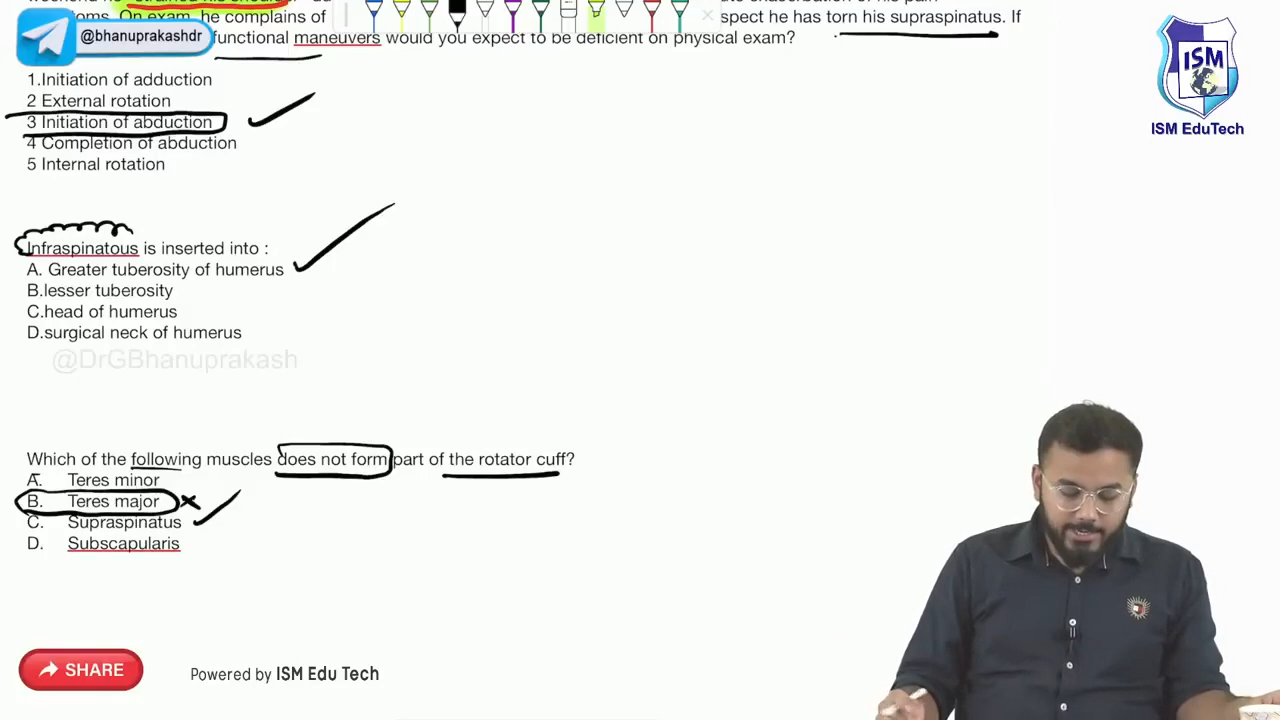 weekend he "strained his shoulder"
On exam, he complains of spect he has torn his supraspinatus. If
@bhanuprakashdr functional maneuvers would you expect to be deficient on physical exam?
1.Initiation of adduction
2 External rotation
3 Initiation of abduction
4 Completion of abduction
5 Internal rotation
ISM
ISM EduTech
Infraspinatous is inserted into :
A. Greater tuberosity of humerus
B.lesser tuberosity
C.head of humerus
D.surgical neck of humerus
@DrGBhanuprakash
Which of the following muscles does not form part of the rotator cuff?
A. Teres minor
B. Teres major
C. Supraspinatus
D. Subscapularis
SHARE
Powered by ISM Edu Tech